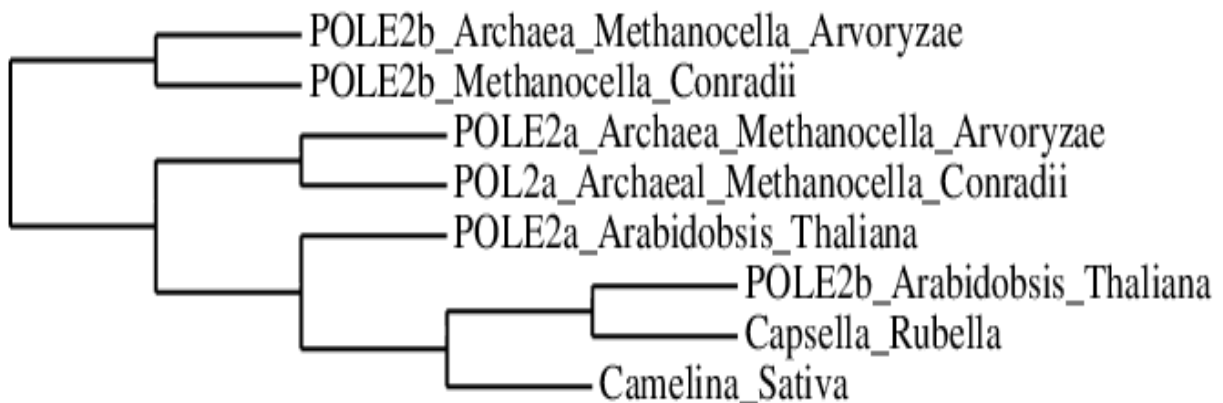 POLE2b_Archaea_Methanocella_Arvoryzae
POLE2b_Methanocella_Conradii
POLE2a_Archaea_Methanocella_Arvoryzae
POL2a_Archaeal_Methanocella_Conradii
POLE2a_Arabidobsis_Thaliana
POLE2b_Arabidobsis_Thaliana
Capsella_Rubella
Camelina_Sativa